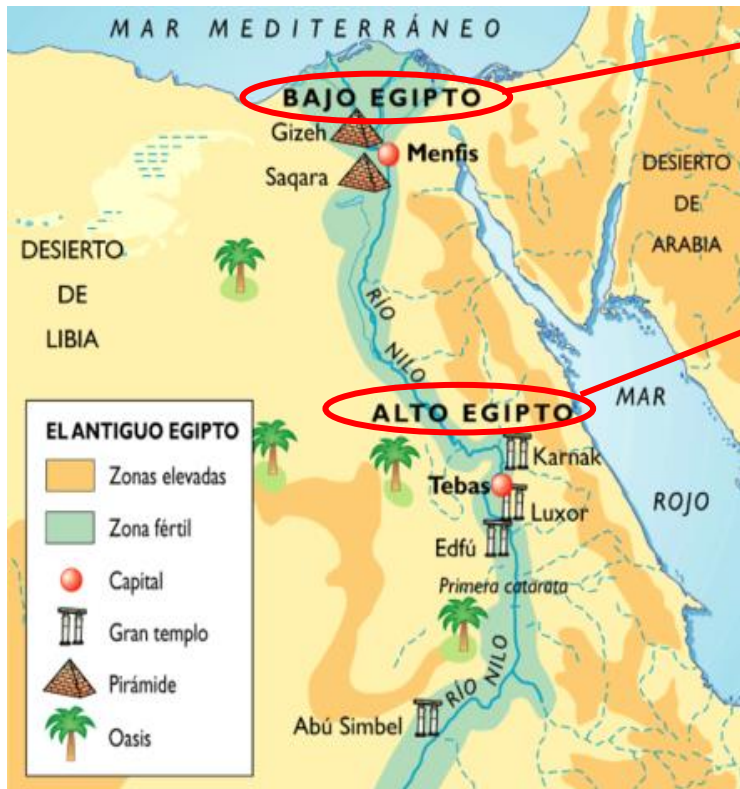 MAR MEDITERRÁNEO
BAJO EGIPTO
Gizeh
Menfis
Saqara
DESIERTO
DE
ARABIA
DESIERTO
DE
LIBIA
RÍO
NILO
ALTO EGIPTO
MAR
ROJO
Karnak
Tebas
Luxor
Edfú
Primera catarata
RÍO NILO
Abú Simbel
EL ANTIGUO EGIPTO
Zonas elevadas
Zona fértil
Capital
Gran templo
Pirámide
Oasis